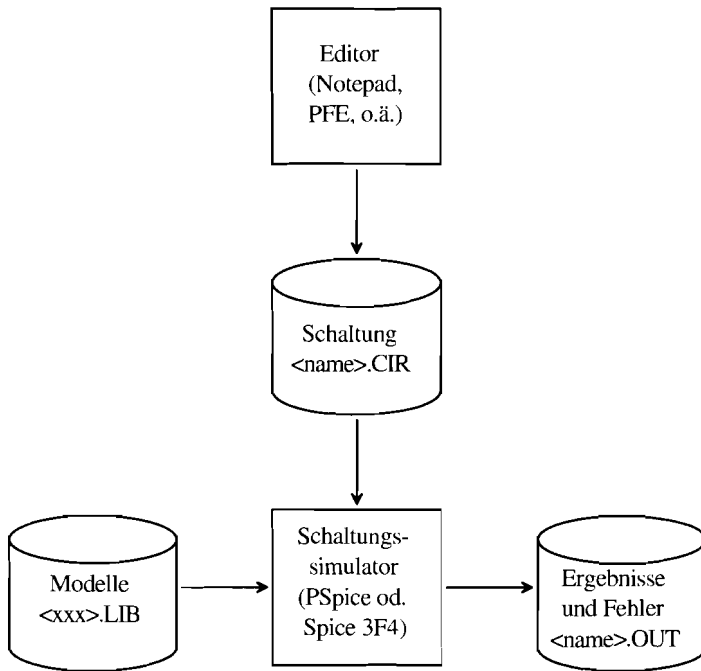 Editor
(Notepad,
PFE, o.ä.)
Schaltung
<name>.CIR
Modelle
<xxx>.LIB
Schaltungs-
simulator
(PSpice od.
Spice 3F4)
Ergebnisse
und Fehler
<name>.OUT